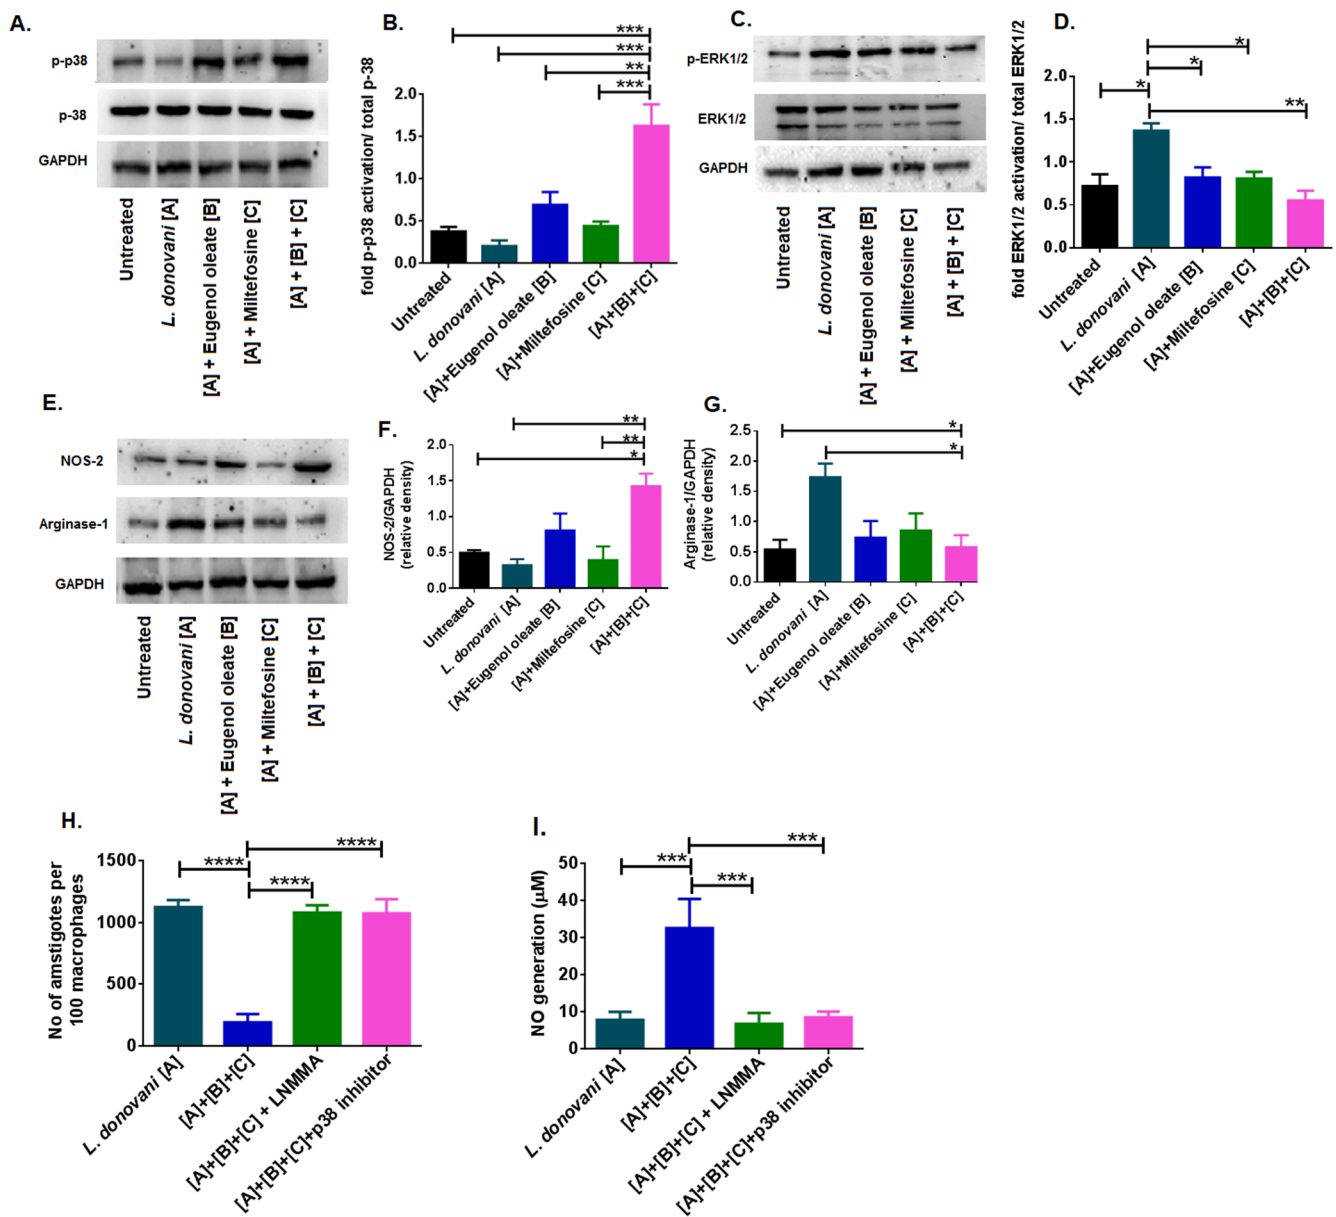 A.
p-p38
p-38
GAPDH
Untreated
L. donovani [A]
[A] + Eugenol oleate [B]
[A] + Miltefosine [C]
[A] + [B] + [C]
B.
***
***
**
***
fold p-p38 activation/ total p-38
2.0
1.5
1.0
0.5
0.0
Untreated
L. donovani [A]
[A]+Eugenol oleate [B]
[A]+Miltefosine [C]
[A]+[B]+[C]
C.
p-ERK1/2
ERK1/2
GAPDH
Untreated
L. donovani [A]
[A] + Eugenol oleate [B]
[A] + Miltefosine [C]
[A] + [B] + [C]
D.
*
*
*
**
fold ERK1/2 activation/ total ERK1/2
2.0
1.5
1.0
0.5
0.0
Untreated
L. donovani [A]
[A]+Eugenol oleate [B]
[A]+Miltefosine [C]
[A]+[B]+[C]
E.
NOS-2
Arginase-1
GAPDH
Untreated
L. donovani [A]
[A] + Eugenol oleate [B]
[A] + Miltefosine [C]
[A] + [B] + [C]
F.
**
**
*
NOS-2/GAPDH
(relative density)
2.0
1.5
1.0
0.5
0.0
Untreated
L. donovani [A]
[A]+Eugenol oleate [B]
[A]+Miltefosine [C]
[A]+[B]+[C]
G.
*
*
Arginase-1/GAPDH
(relative density)
2.5
2.0
1.5
1.0
0.5
0.0
Untreated
L. donovani [A]
[A]+Eugenol oleate [B]
[A]+Miltefosine [C]
[A]+[B]+[C]
H.
****
****
****
No of amstigotes per
100 macrophages
1500
1000
500
0
L. donovani [A]
[A]+[B]+[C]
[A]+[B]+[C] + LNMMA
[A]+[B]+[C]+p38 inhibitor
I.
***
***
***
NO generation (µM)
50
40
30
20
10
0
L. donovani [A]
[A]+[B]+[C]
[A]+[B]+[C] + LNMMA
[A]+[B]+[C]+p38 inhibitor